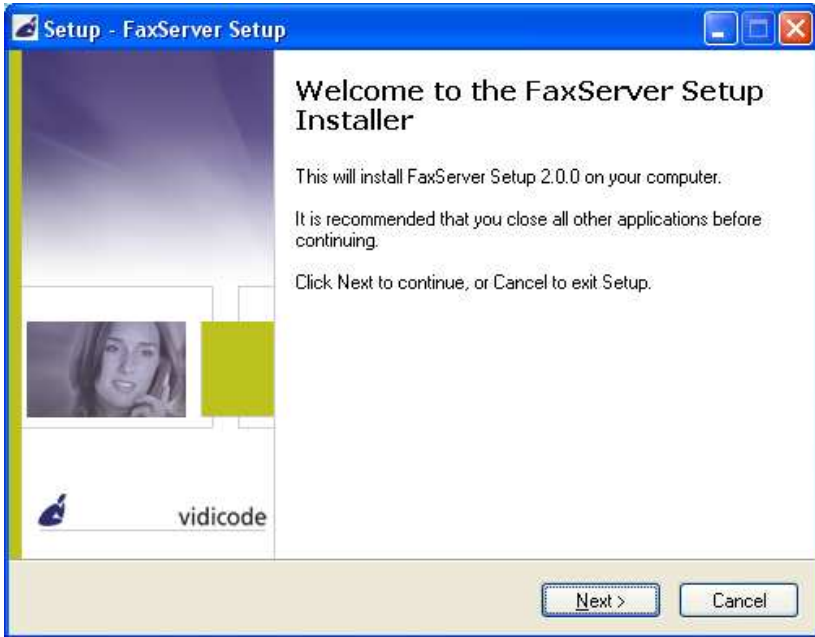 Setup - FaxServer Setup
Welcome to the FaxServer Setup
Installer
This will install FaxServer Setup 2.0.0 on your computer.
It is recommended that you close all other applications before
continuing.
Click Next to continue, or Cancel to exit Setup.
vidicode
Next >
Cancel